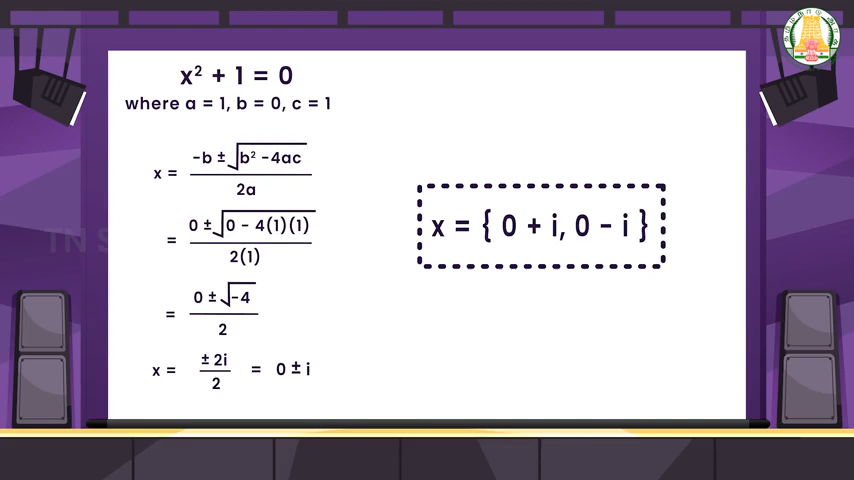 x² + 1 = 0
where a = 1, b = 0, c = 1
x = -b ± √b² -4ac / 2a
= 0 ± √0 - 4(1)(1) / 2(1)
= 0 ± √-4 / 2
x = ± 2i / 2 = 0 ± i
x = { 0 + i, 0 - i }
TN S